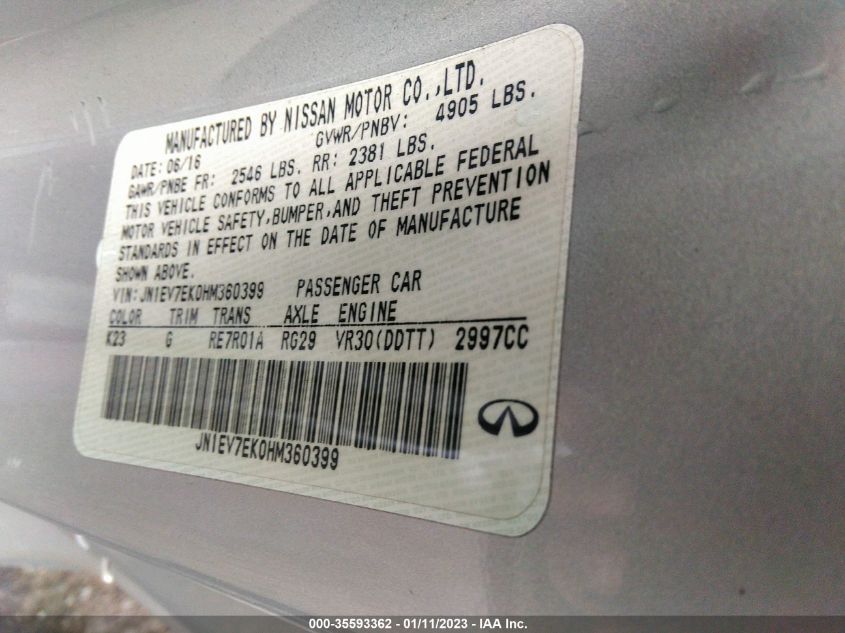 MANUFACTURED BY NISSAN MOTOR CO.,LTD.
DATE: 06/16 GVWR/PNBV: 4905 LBS.
GAWR/PNBE FR: 2546 LBS. RR: 2381 LBS.
THIS VEHICLE CONFORMS TO ALL APPLICABLE FEDERAL
MOTOR VEHICLE SAFETY,BUMPER,AND THEFT PREVENTION
STANDARDS IN EFFECT ON THE DATE OF MANUFACTURE
SHOWN ABOVE.
VIN:JN1EV7EK0HM360399 PASSENGER CAR
COLOR TRIM TRANS AXLE ENGINE
K23 G RE7R01A RG29 VR30(DDTT) 2997CC
JN1EV7EK0HM360399
000-35593362 - 01/11/2023 - IAA Inc.